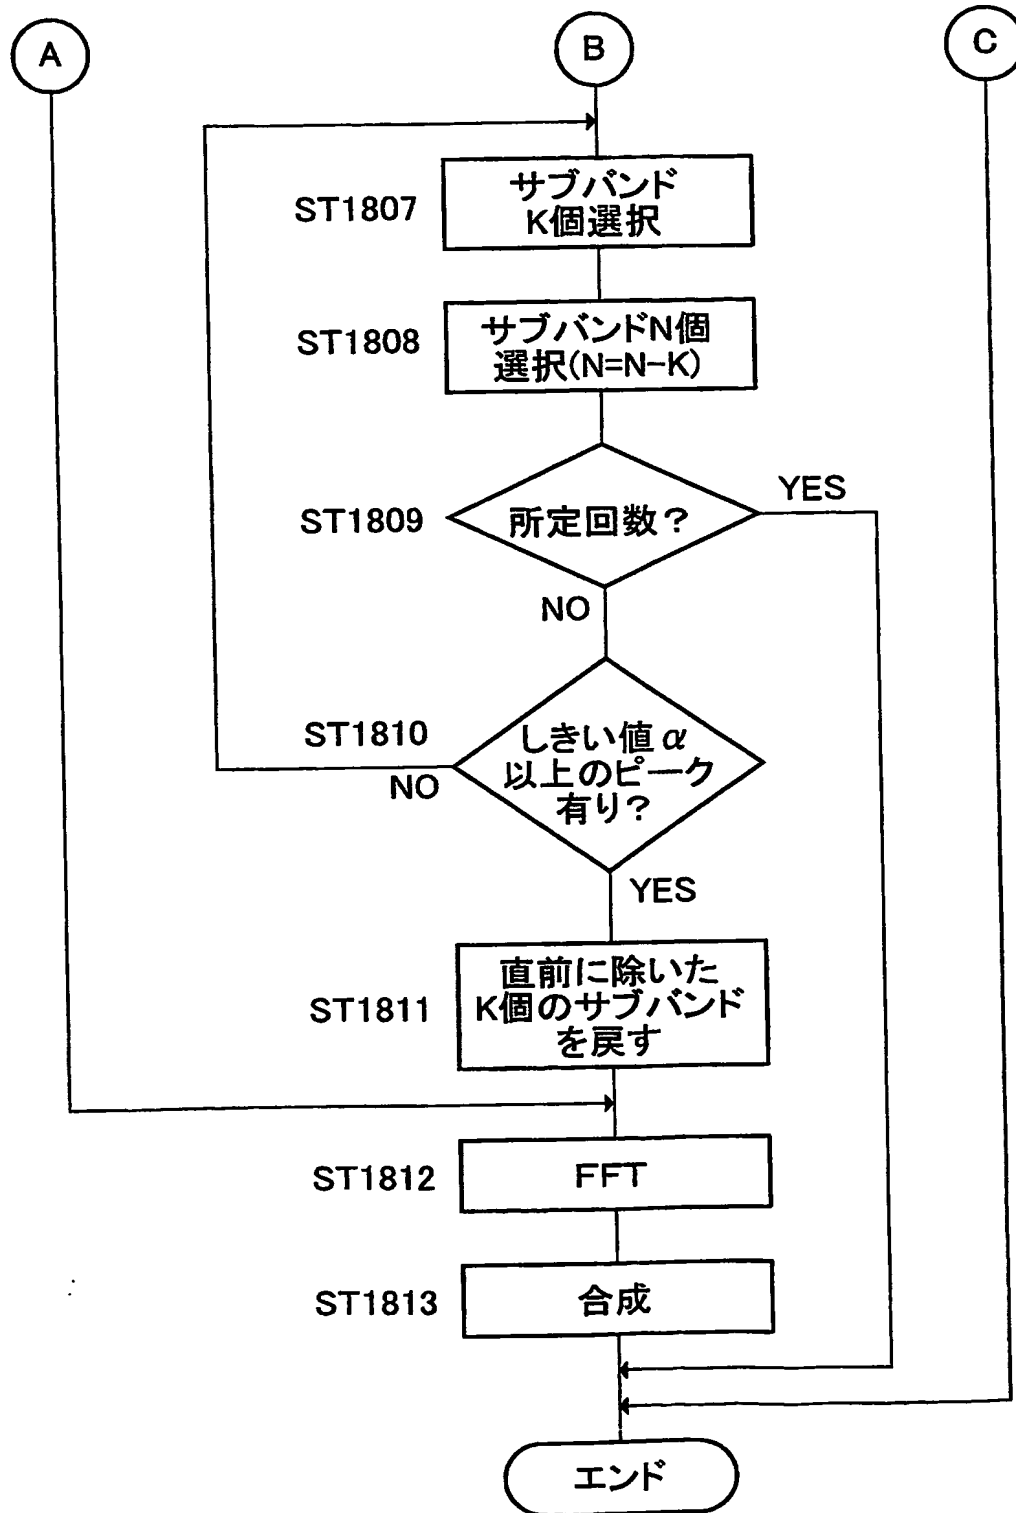 A
B
C
ST1807
サブバンド
K個選択
ST1808
サブバンドN個
選択(N=N-K)
ST1809
所定回数?
YES
NO
ST1810
しきい値α
以上のピーク
有り?
NO
YES
ST1811
直前に除いた
K個のサブバンド
を戻す
ST1812
FFT
ST1813
合成
エンド